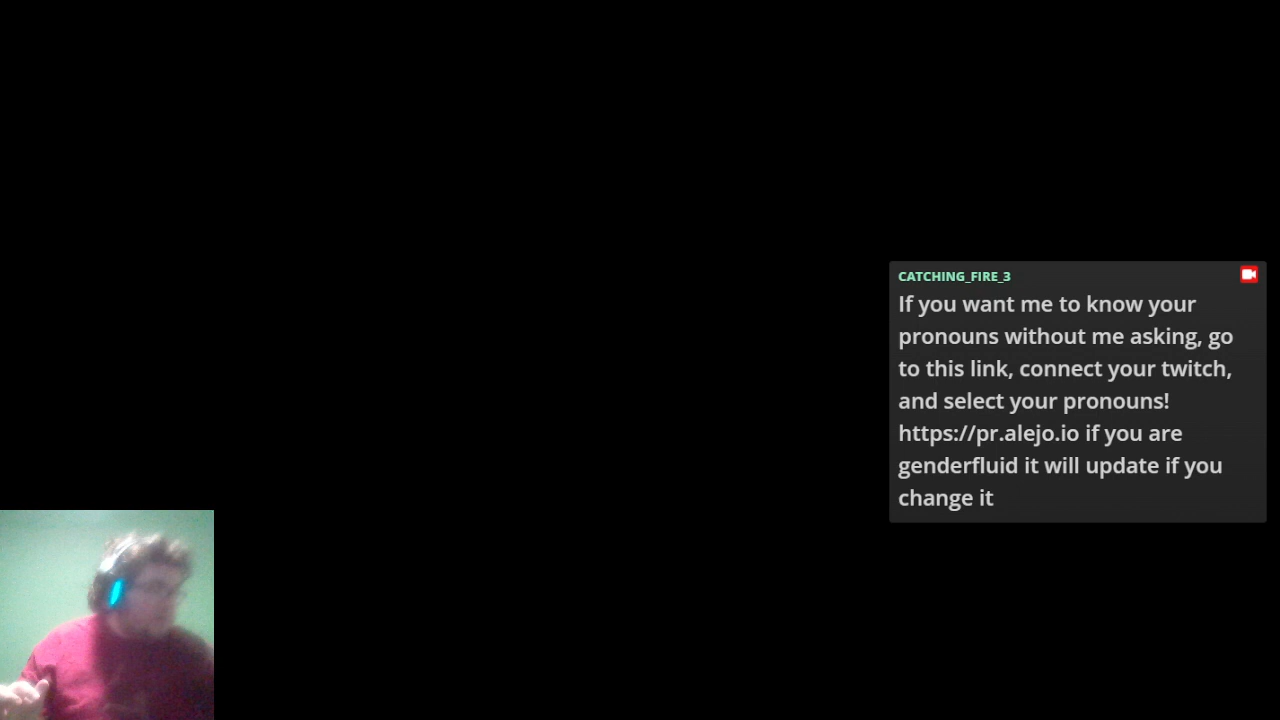 CATCHING_FIRE_3
If you want me to know your
pronouns without me asking, go
to this link, connect your twitch,
and select your pronouns!
https://pr.alejo.io if you are
genderfluid it will update if you
change it